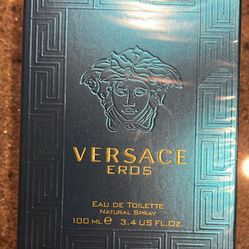 VERSACE
EROS
EAU DE TOILETTE
NATURAL SPRAY
100 ML℮ 3.4 US FL.OZ.